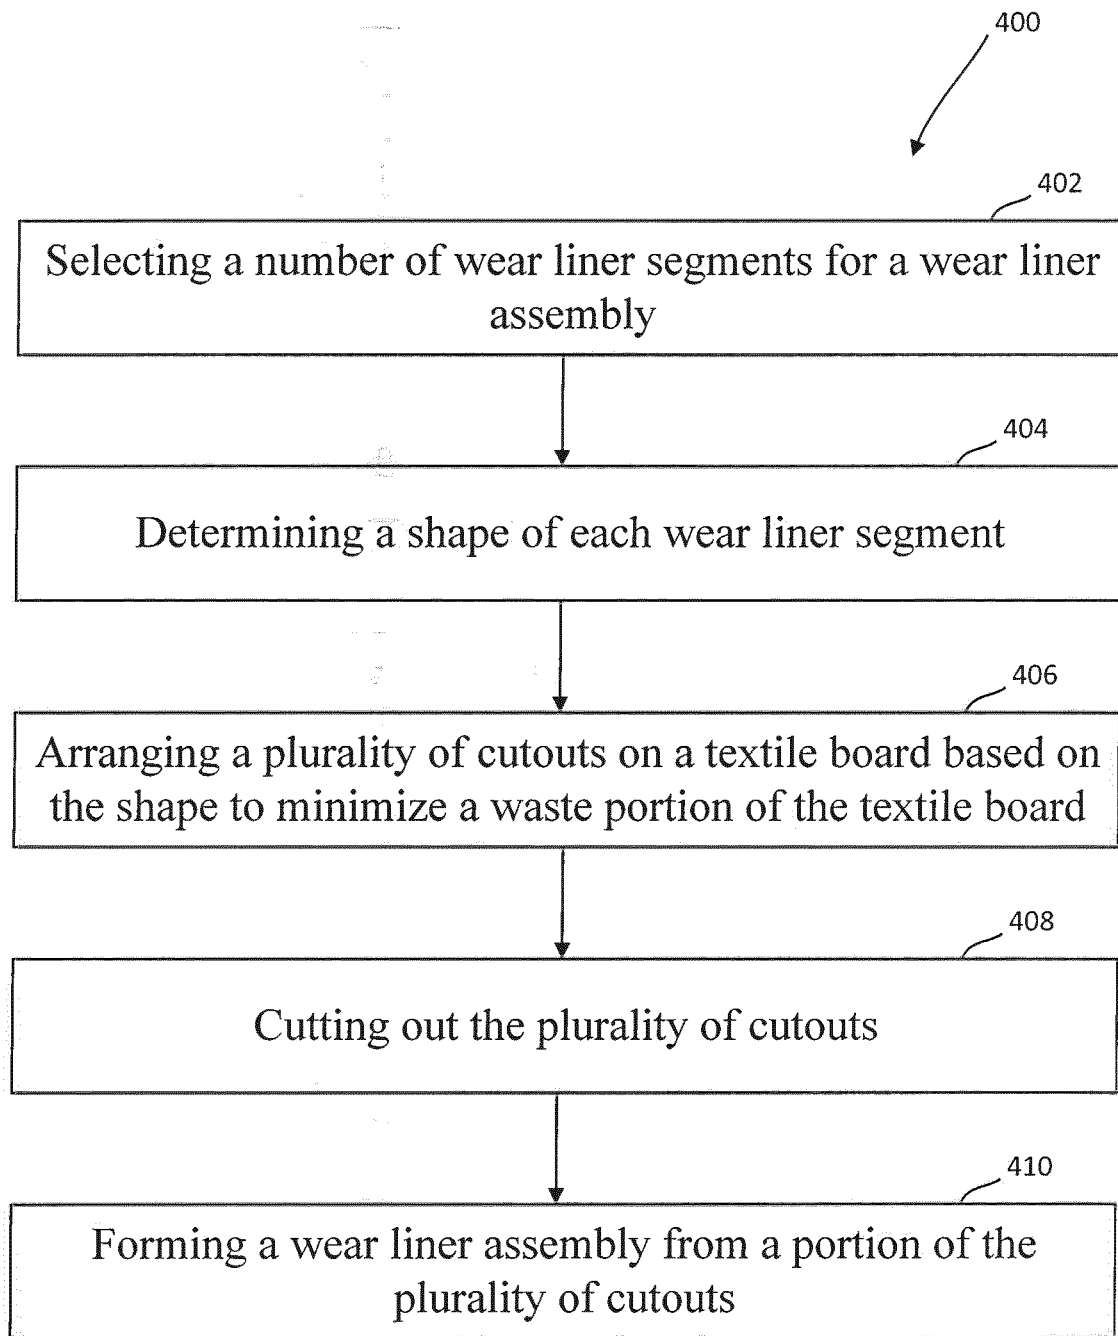 400
402
Selecting a number of wear liner segments for a wear liner
assembly
404
Determining a shape of each wear liner segment
406
Arranging a plurality of cutouts on a textile board based on
the shape to minimize a waste portion of the textile board
408
Cutting out the plurality of cutouts
410
Forming a wear liner assembly from a portion of the
plurality of cutouts